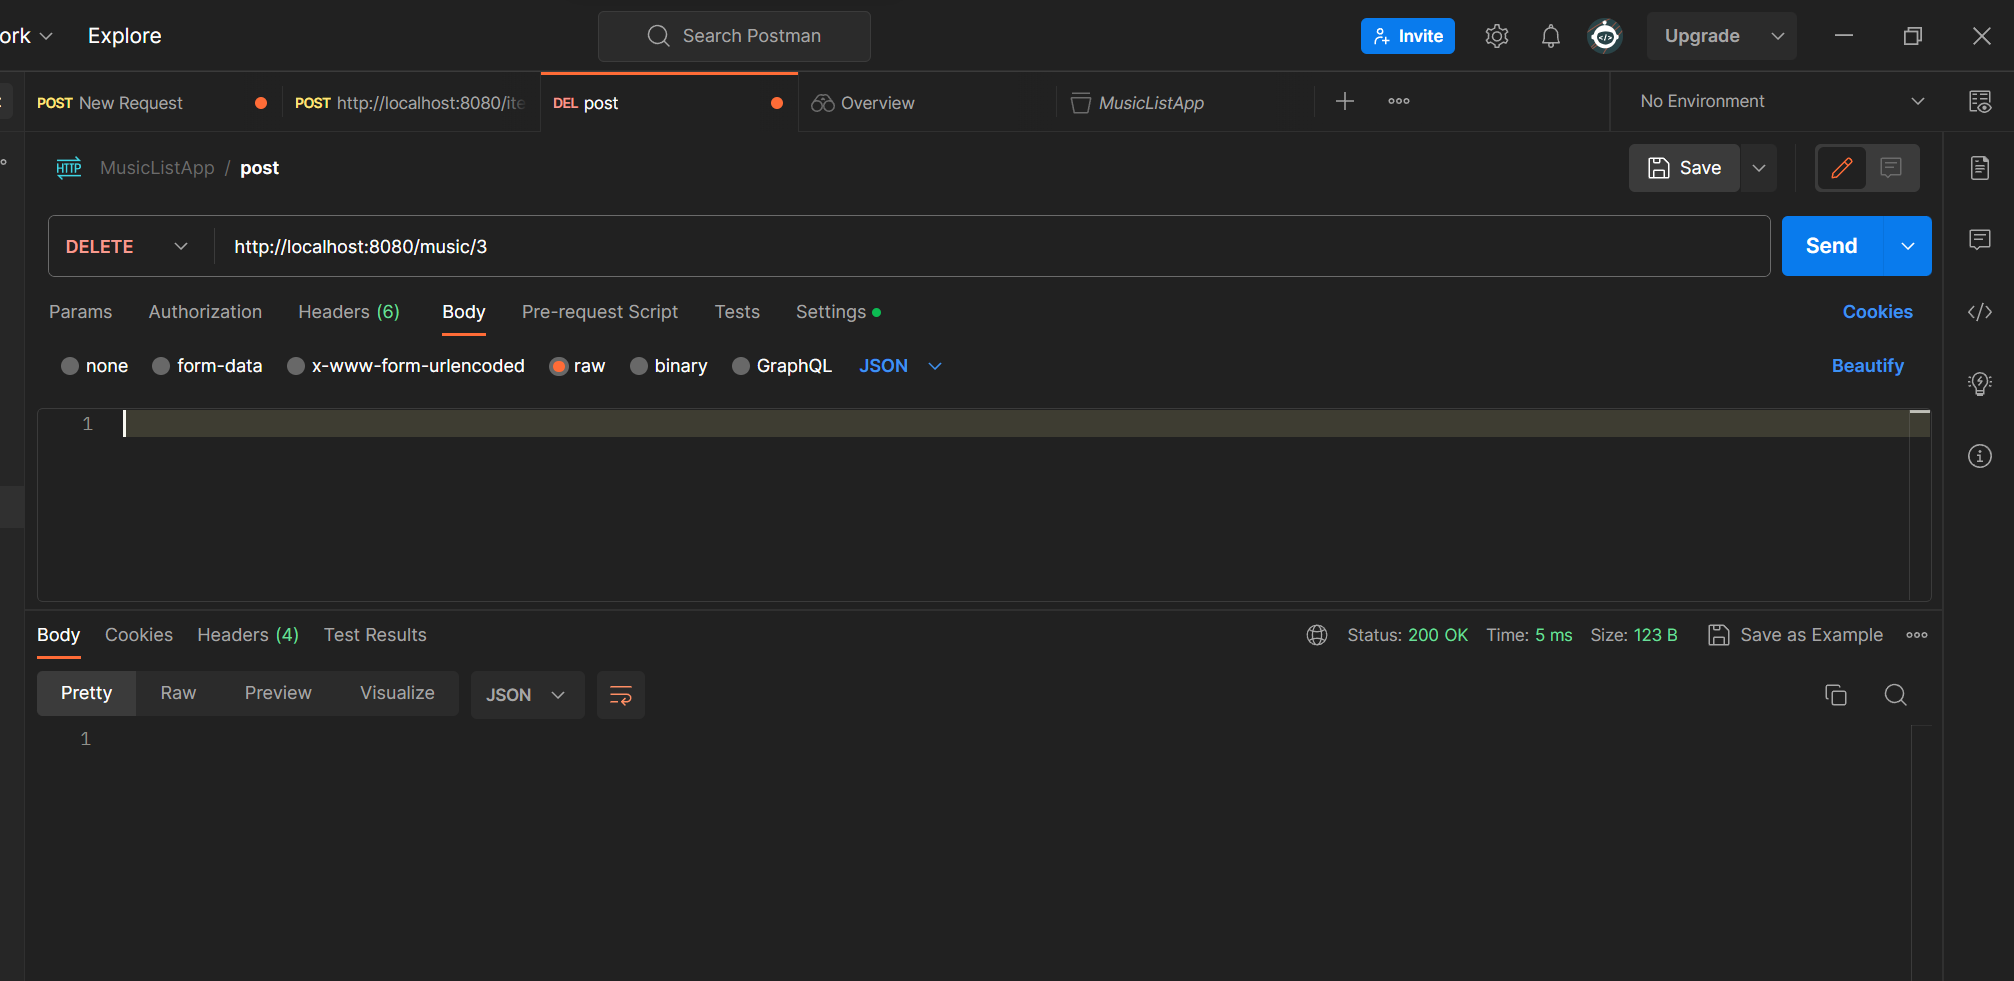 ork Explore Search Postman Invite Upgrade
POST New Request POST http://localhost:8080/ite DEL post Overview MusicListApp No Environment
HTTP MusicListApp / post Save
DELETE http://localhost:8080/music/3 Send
Params Authorization Headers (6) Body Pre-request Script Tests Settings Cookies
none form-data x-www-form-urlencoded raw binary GraphQL JSON Beautify
1
Body Cookies Headers (4) Test Results Status: 200 OK Time: 5 ms Size: 123 B Save as Example
Pretty Raw Preview Visualize JSON
1